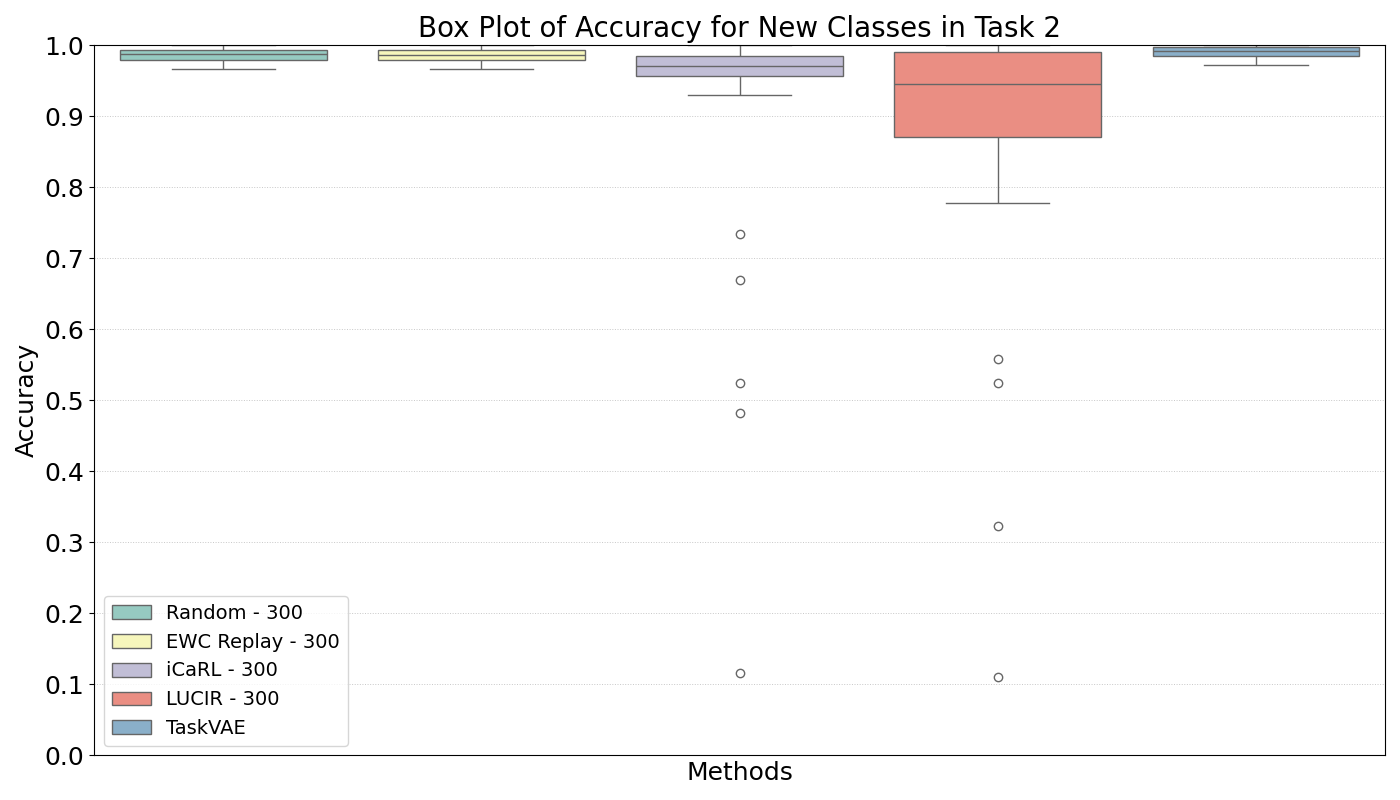 Box Plot of Accuracy for New Classes in Task 2
1.0
0.9
0.8
0.7
0.6
0.5
0.4
0.3
0.2
0.1
0.0
Accuracy
Methods
Random - 300
EWC Replay - 300
iCaRL - 300
LUCIR - 300
TaskVAE